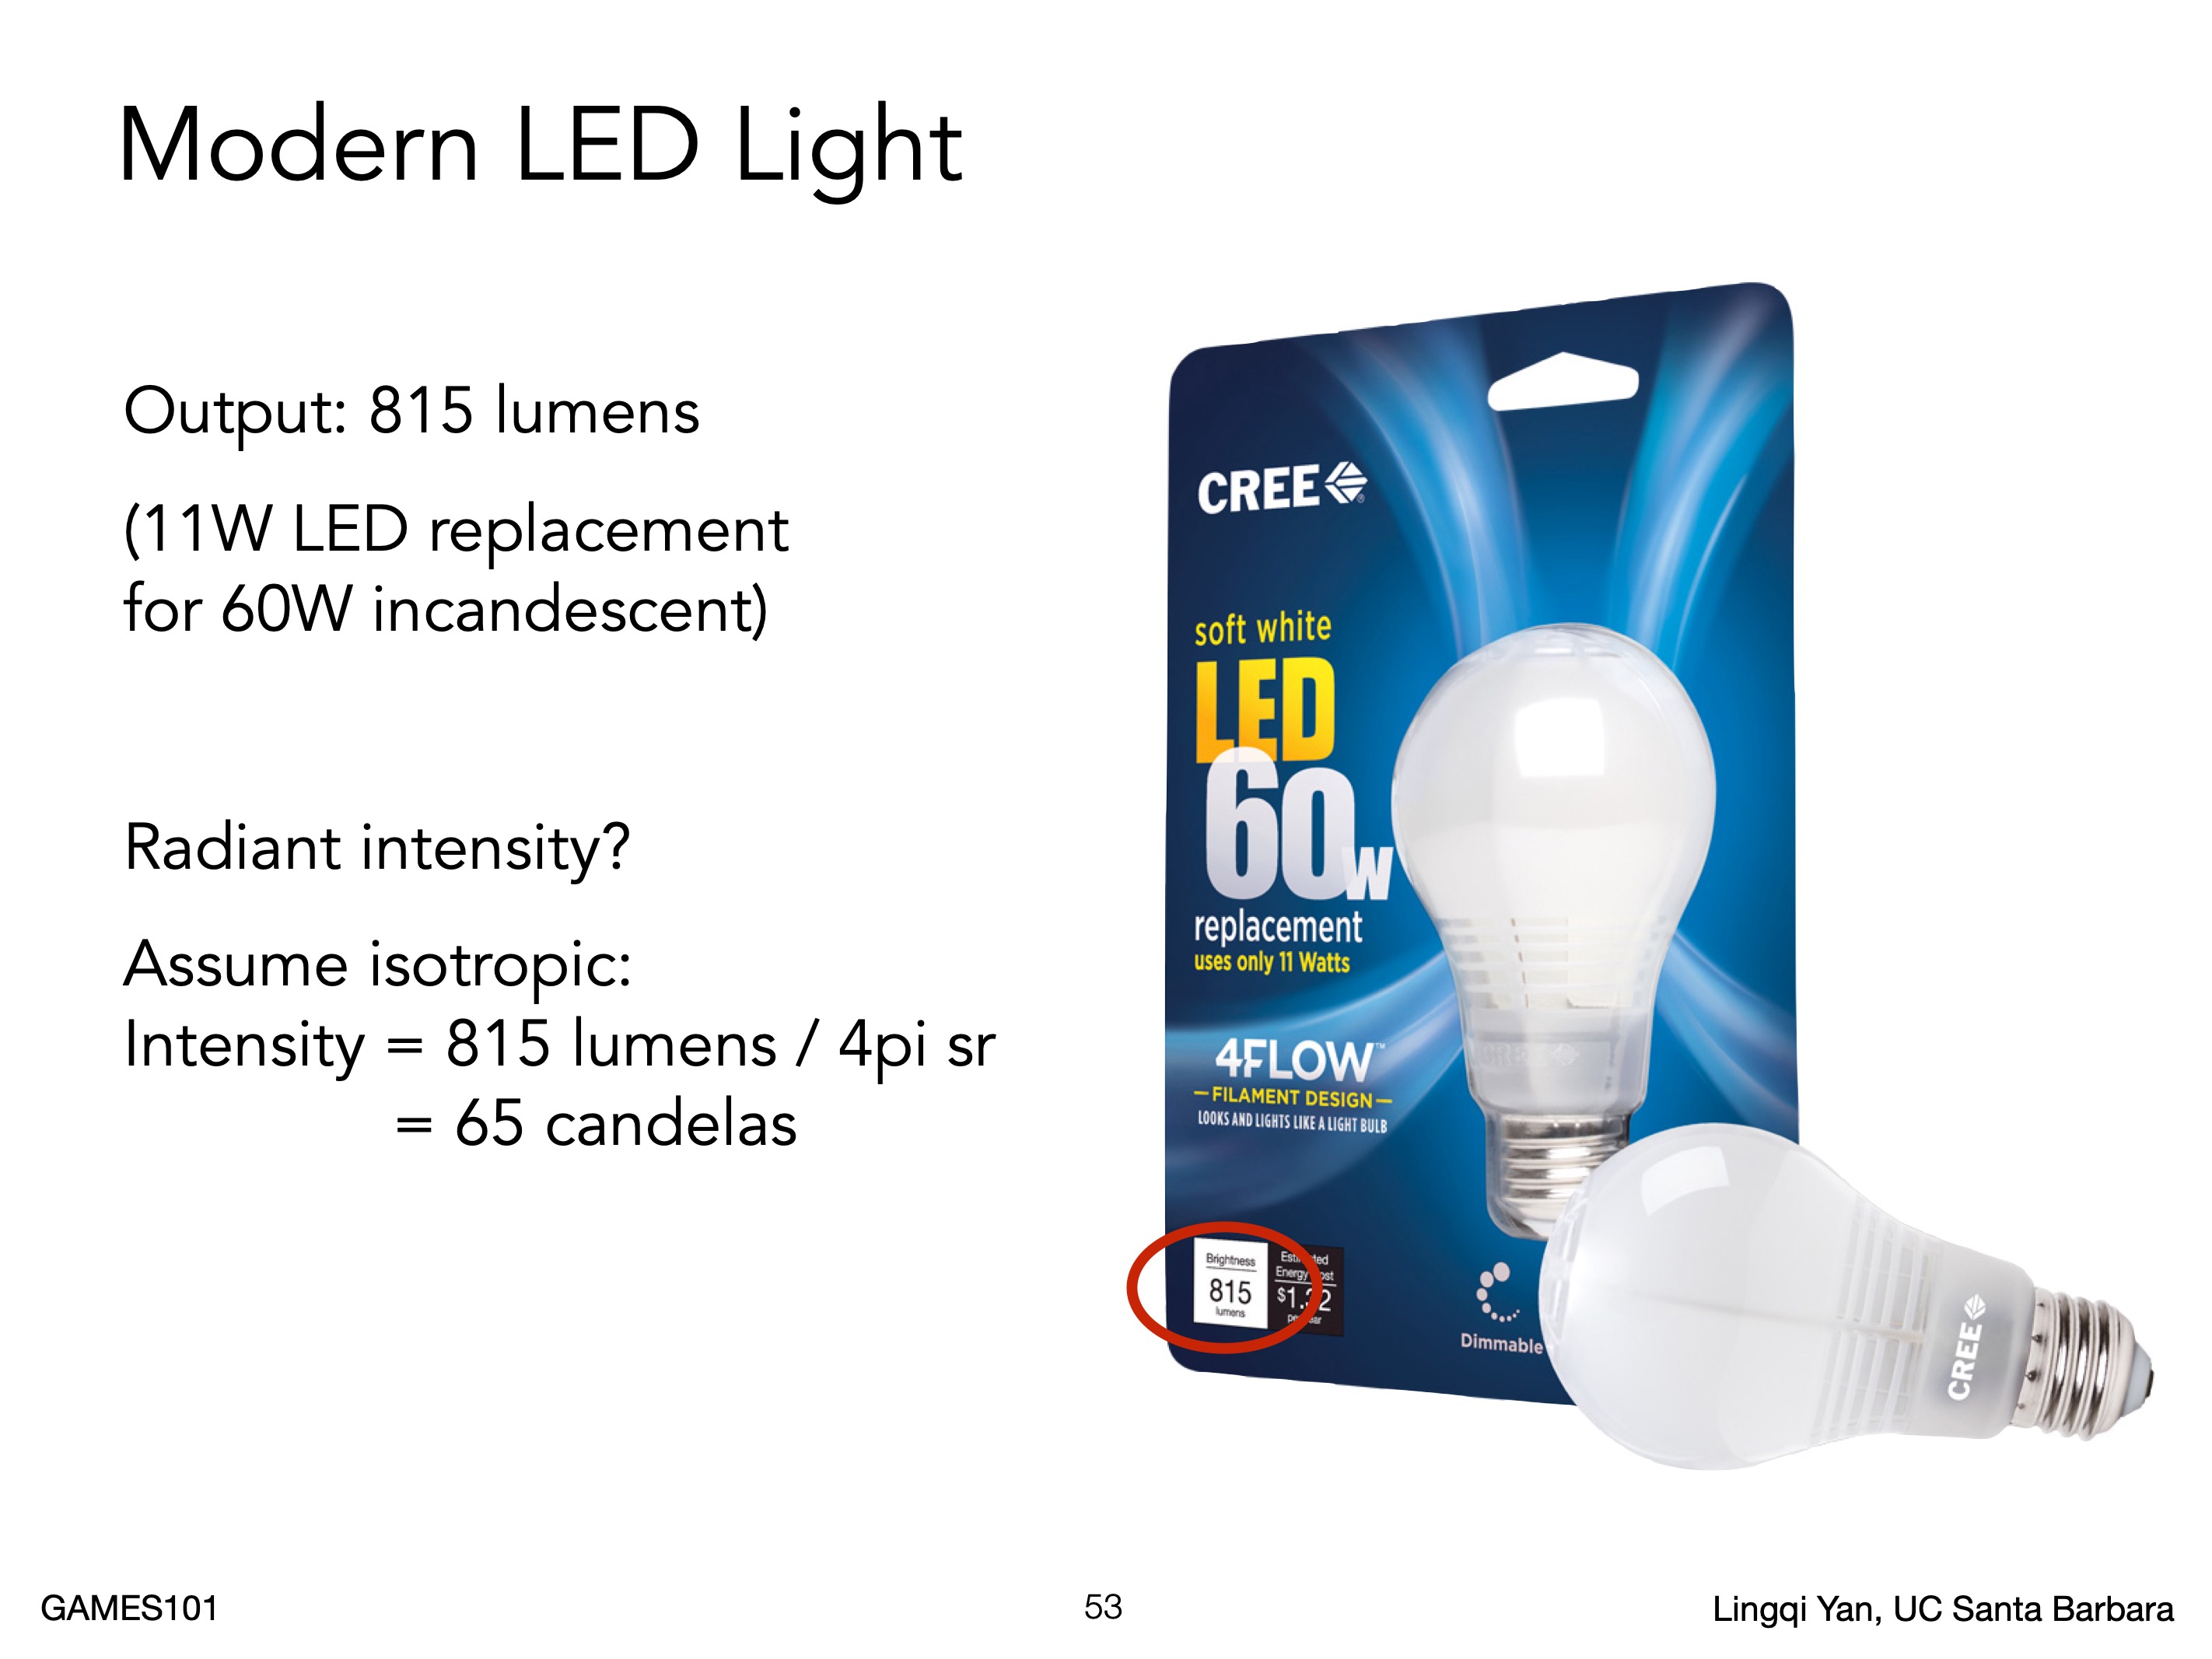 Modern LED Light
Output: 815 lumens
(11W LED replacement
for 60W incandescent)
Radiant intensity?
Assume isotropic:
Intensity = 815 lumens / 4pi sr
= 65 candelas
CREE
soft white
LED
60W
replacement
uses only 11 Watts
4FLOW™
FILAMENT DESIGN
LOOKS AND LIGHTS LIKE A LIGHT BULB
Brightness
815
lumens
Energy
Dimmable
CREE
GAMES101
53
Lingqi Yan, UC Santa Barbara